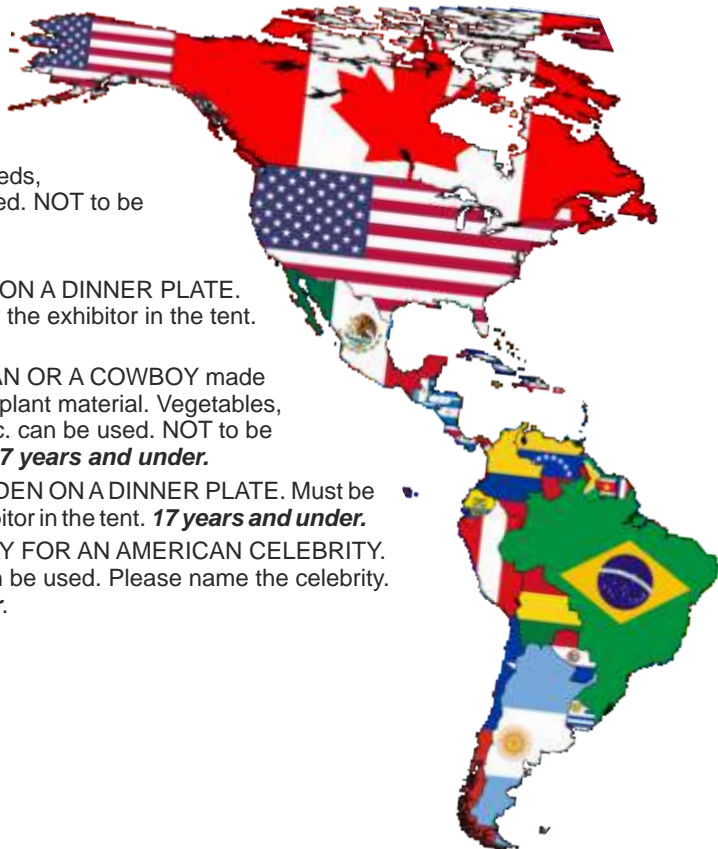 eds,
ed. NOT to be
ON A DINNER PLATE.
the exhibitor in the tent.
AN OR A COWBOY made
plant material. Vegetables,
c. can be used. NOT to be
7 years and under.
DEN ON A DINNER PLATE. Must be
bitor in the tent. 17 years and under.
Y FOR AN AMERICAN CELEBRITY.
n be used. Please name the celebrity.
r.